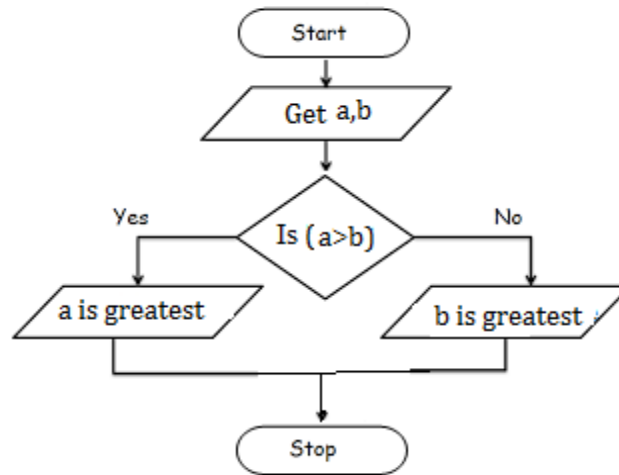 Start
Get a,b
Is (a>b)
Yes
No
a is greatest
b is greatest
Stop